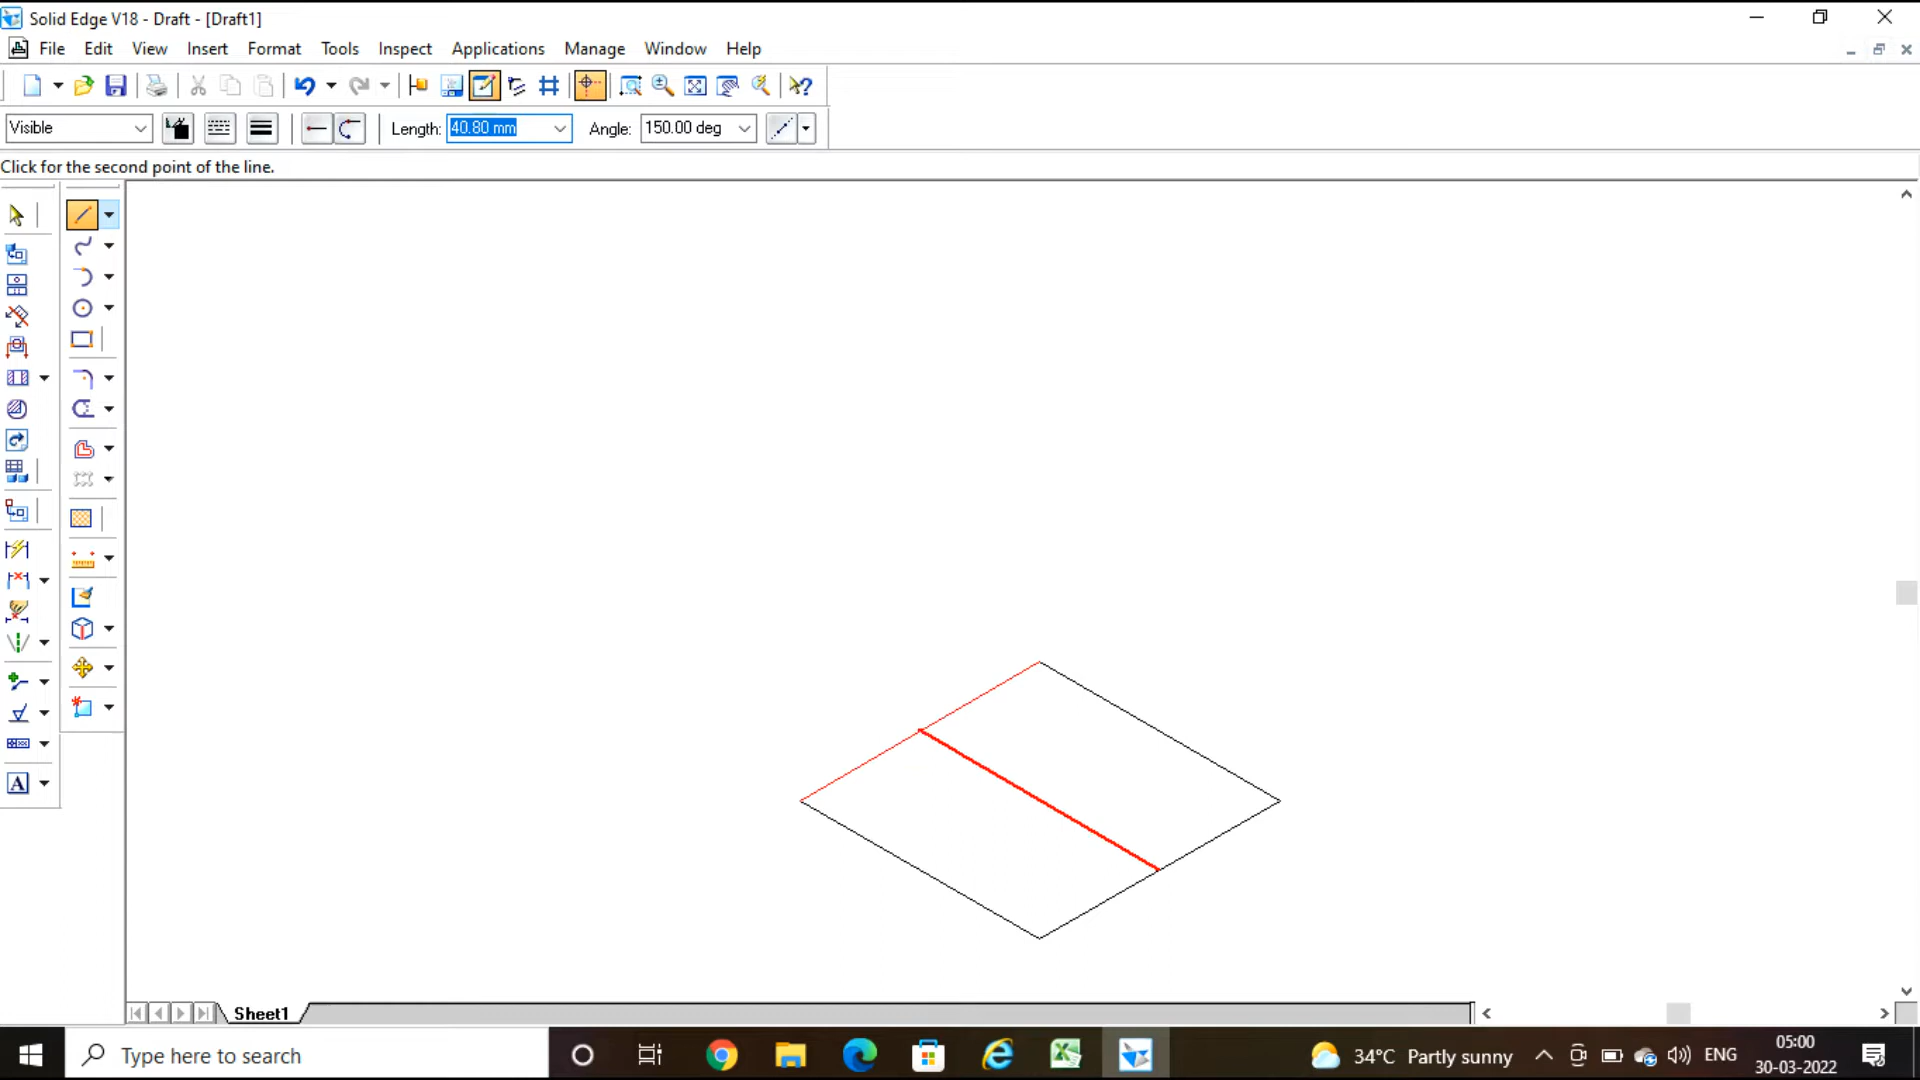 Solid Edge V18 - Draft - [Draft1]
File Edit View Insert Format Tools Inspect Applications Manage Window Help
Visible Length: 40.80 mm Angle: 150.00 deg
Click for the second point of the line.
A
Sheet1
Type here to search
34°C Partly sunny
ENG
05:00
30-03-2022